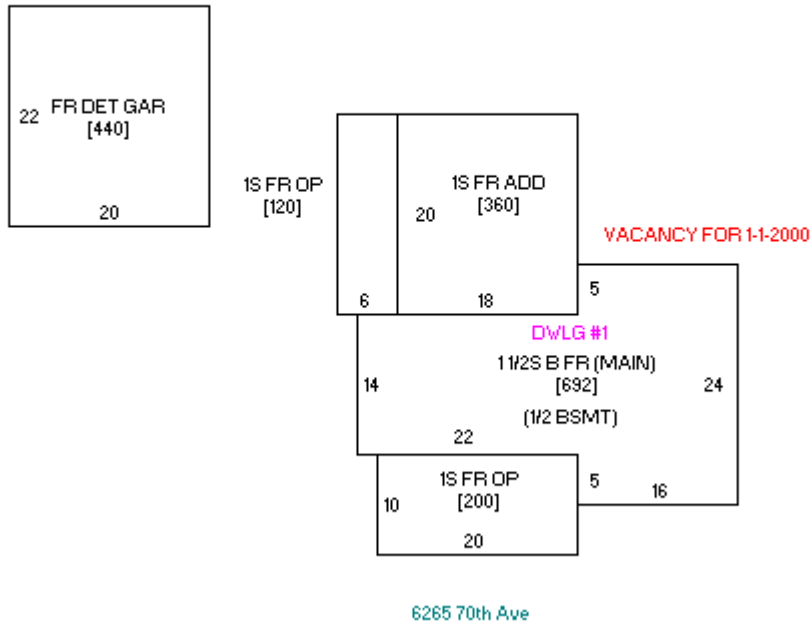 22
FR DET GAR
[440]
20
1S FR OP
[120]
6
20
1S FR ADD
[360]
18
VACANCY FOR 1-1-2000
5
DWLG #1
1 1/2S B FR (MAIN)
[692]
(1/2 BSMT)
14
24
22
5
16
10
1S FR OP
[200]
20
6265 70th Ave